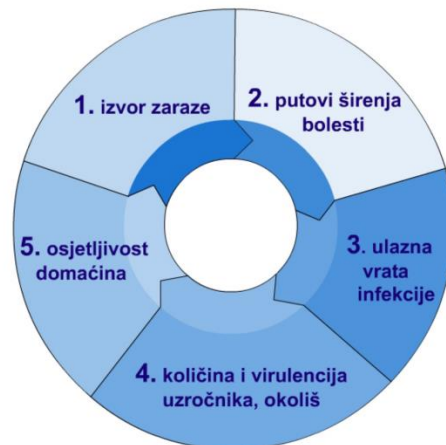 1. izvor zaraze
2. putovi širenja
bolesti
3. ulazna
vrata
infekcije
4. količina i virulencija
uzročnika, okoliš
5. osjetljivost
domaćina